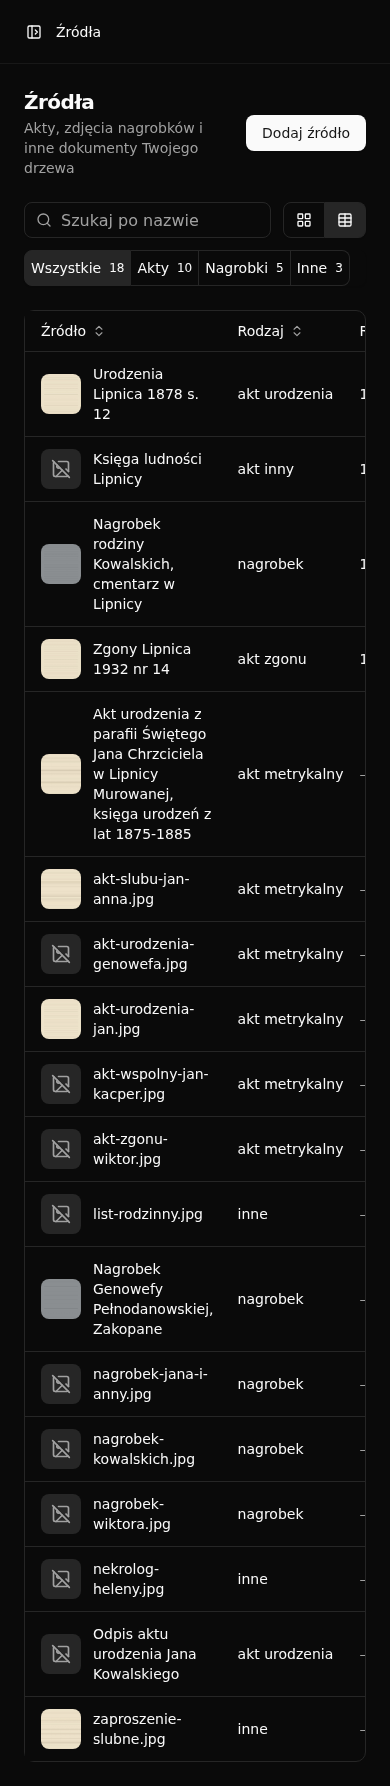 Źródła
Źródła
Akty, zdjęcia nagrobków i
inne dokumenty Twojego
drzewa
Dodaj źródło
Szukaj po nazwie
Wszystkie 18 Akty 10 Nagrobki 5 Inne 3
Źródło Rodzaj
Urodzenia
Lipnica 1878 s.
12
akt urodzenia
Księga ludności
Lipnicy
akt inny
Nagrobek
rodziny
Kowalskich,
cmentarz w
Lipnicy
nagrobek
Zgony Lipnica
1932 nr 14
akt zgonu
Akt urodzenia z
parafii Świętego
Jana Chrzciciela
w Lipnicy
Murowanej,
księga urodzeń z
lat 1875-1885
akt metrykalny
akt-slubu-jan-
anna.jpg
akt metrykalny
akt-urodzenia-
genowefa.jpg
akt metrykalny
akt-urodzenia-
jan.jpg
akt metrykalny
akt-wspolny-jan-
kacper.jpg
akt metrykalny
akt-zgonu-
wiktor.jpg
akt metrykalny
list-rodzinny.jpg
inne
Nagrobek
Genowefy
Pełnodanowskiej,
Zakopane
nagrobek
nagrobek-jana-i-
anny.jpg
nagrobek
nagrobek-
kowalskich.jpg
nagrobek
nagrobek-
wiktora.jpg
nagrobek
nekrolog-
heleny.jpg
inne
Odpis aktu
urodzenia Jana
Kowalskiego
akt urodzenia
zaproszenie-
slubne.jpg
inne